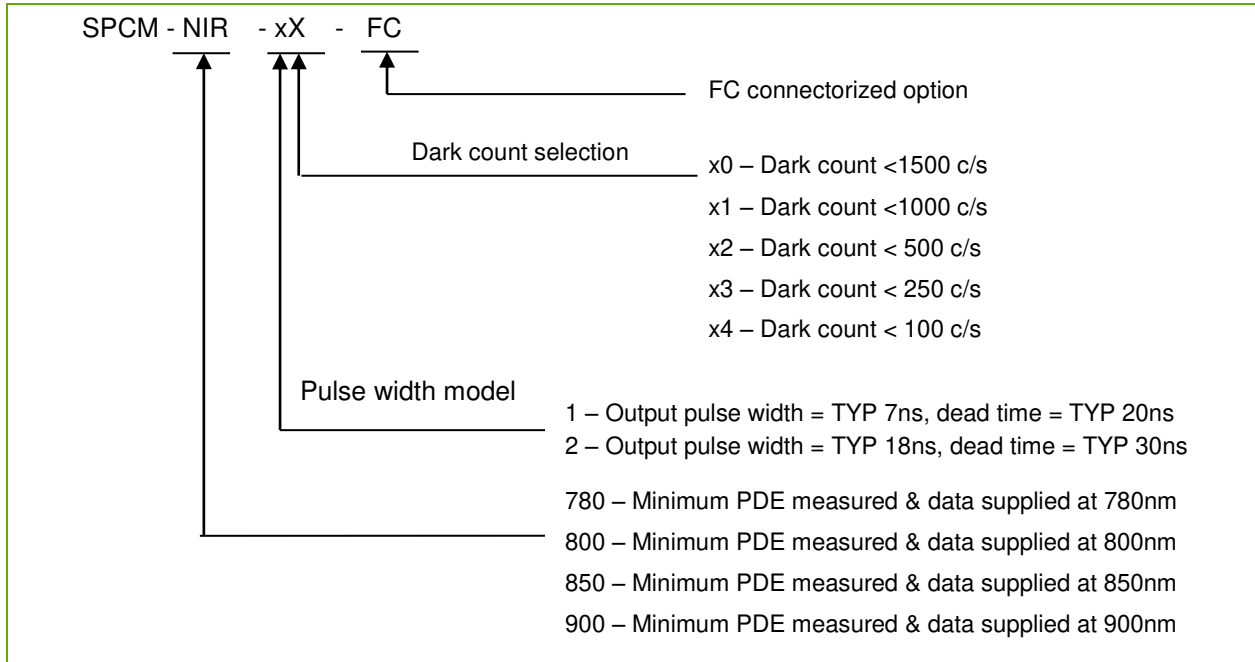 SPCM - NIR - xX - FC
FC connectorized option
Dark count selection
x0 – Dark count <1500 c/s
x1 – Dark count <1000 c/s
x2 – Dark count < 500 c/s
x3 – Dark count < 250 c/s
x4 – Dark count < 100 c/s
Pulse width model
1 – Output pulse width = TYP 7ns, dead time = TYP 20ns
2 – Output pulse width = TYP 18ns, dead time = TYP 30ns
780 – Minimum PDE measured & data supplied at 780nm
800 – Minimum PDE measured & data supplied at 800nm
850 – Minimum PDE measured & data supplied at 850nm
900 – Minimum PDE measured & data supplied at 900nm